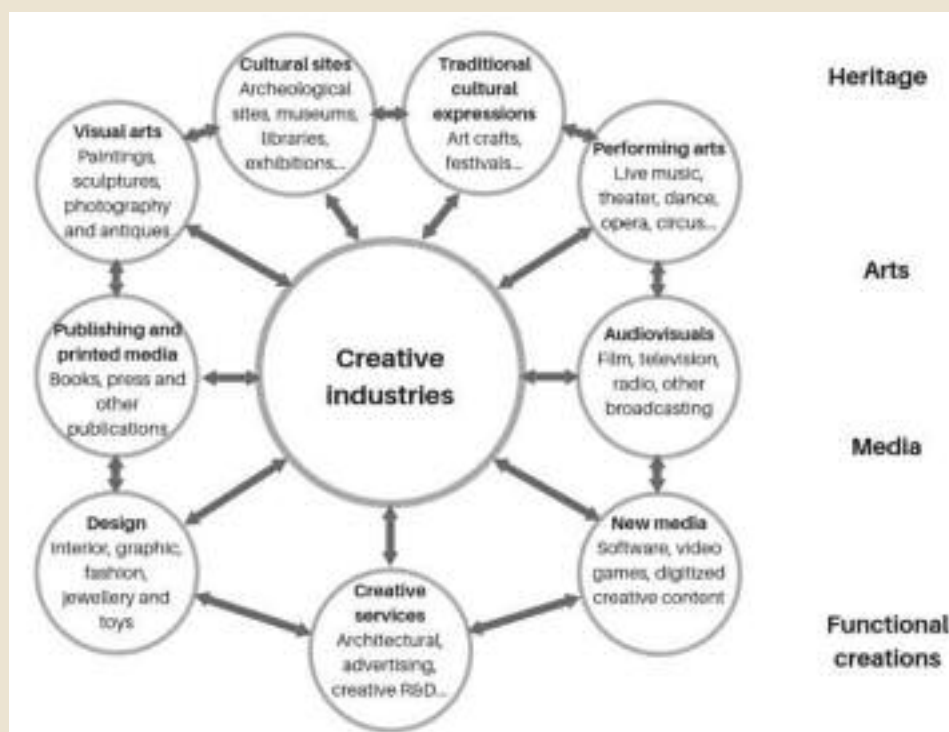 Cultural sites
Archeological
sites, museums,
libraries,
exhibitions...
Traditional
cultural
expressions
Art crafts,
festivals...
Heritage
Visual arts
Paintings,
sculptures,
photography
and antiques
Performing arts
Live music,
theater, dance,
opera, circus...
Arts
Publishing and
printed media
Books, press and
other
publications
Creative
industries
Audiovisuals
Film, television,
radio, other
broadcasting
Media
Design
Interior, graphic,
fashion,
jewellery and
toys
Creative
services
Architectural,
advertising,
creative R&D...
New media
Software, video
games, digitized
creative content
Functional
creations